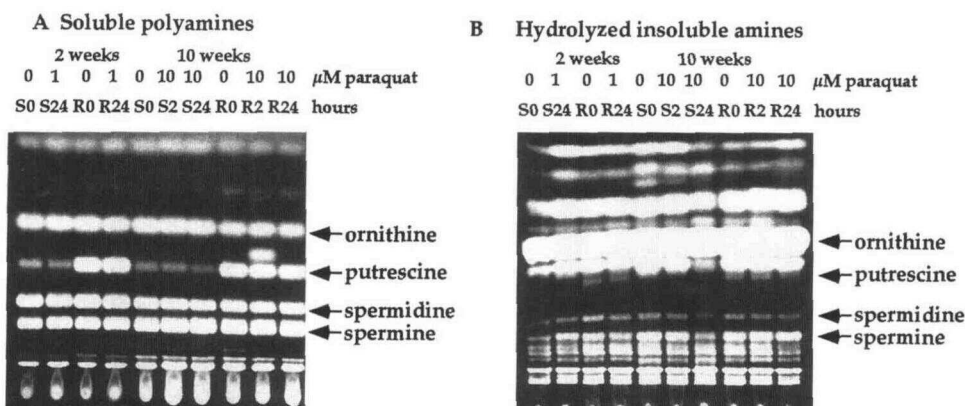 A Soluble polyamines
2 weeks 10 weeks
0 1 0 1 0 10 10 0 10 10 μM paraquat
S0 S24 R0 R24 S0 S2 S24 R0 R2 R24 hours
ornithine
putrescine
spermidine
spermine
B Hydrolyzed insoluble amines
2 weeks 10 weeks
0 1 0 1 0 10 10 0 10 10 μM paraquat
S0 S24 R0 R24 S0 S2 S24 R0 R2 R24 hours
ornithine
putrescine
spermidine
spermine